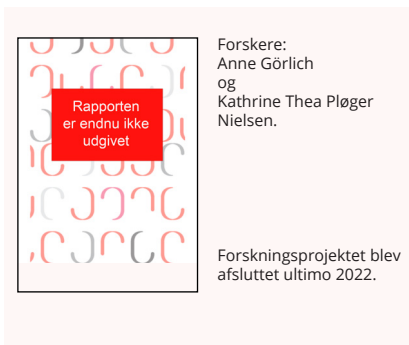 Rapporten
er endnu ikke
udgivet
Forskere:
Anne Görlich
og
Kathrine Thea Pløger
Nielsen.
Forskningsprojektet blev
afsluttet ultimo 2022.